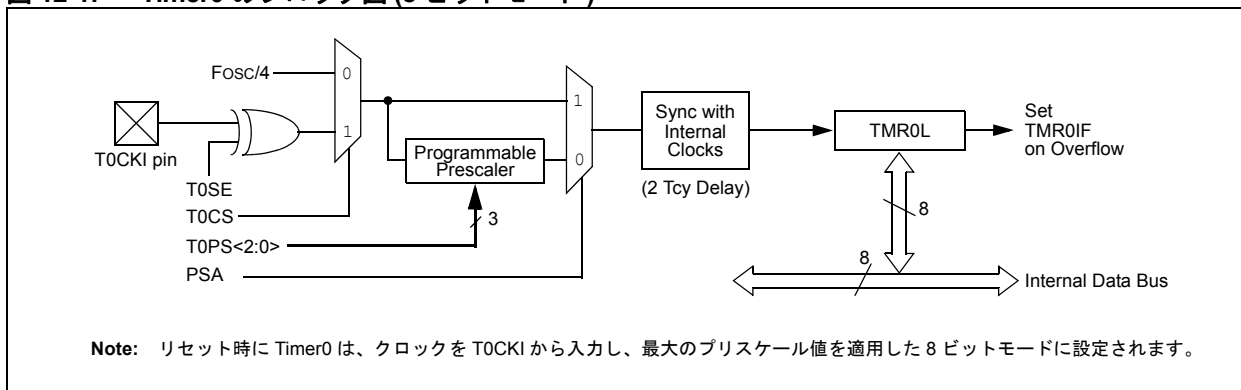 Fosc/4
0
1
T0CKI pin
T0SE
T0CS
T0PS<2:0>
PSA
Programmable
Prescaler
3
1
0
Sync with
Internal
Clocks
(2 Tcy Delay)
TMR0L
Set
TMR0IF
on Overflow
8
8
Internal Data Bus
Note: リセット時に Timer0 は、クロックを T0CKI から入力し、最大のプリスケール値を適用した 8 ビットモードに設定されます。